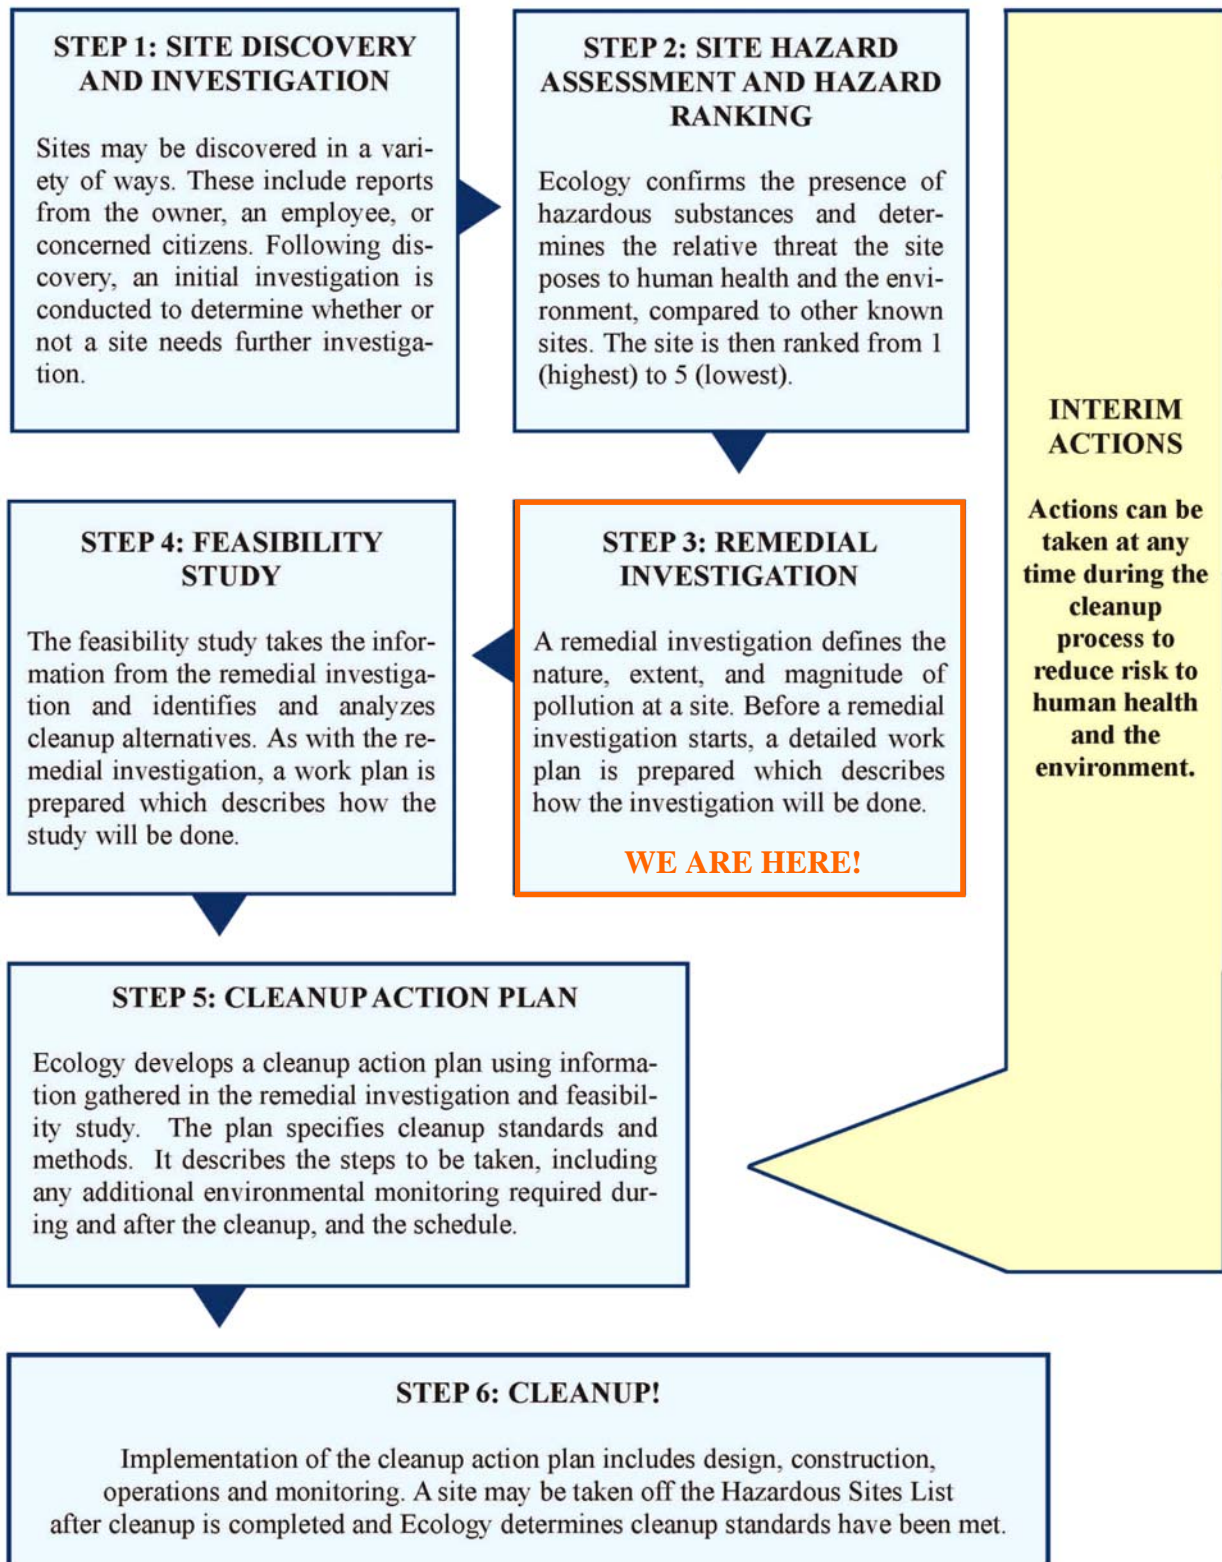 STEP 1: SITE DISCOVERY
AND INVESTIGATION
Sites may be discovered in a vari-
ety of ways. These include reports
from the owner, an employee, or
concerned citizens. Following dis-
covery, an initial investigation is
conducted to determine whether or
not a site needs further investiga-
tion.
STEP 2: SITE HAZARD
ASSESSMENT AND HAZARD
RANKING
Ecology confirms the presence of
hazardous substances and deter-
mines the relative threat the site
poses to human health and the envi-
ronment, compared to other known
sites. The site is then ranked from 1
(highest) to 5 (lowest).
STEP 3: REMEDIAL
INVESTIGATION
A remedial investigation defines the
nature, extent, and magnitude of
pollution at a site. Before a remedial
investigation starts, a detailed work
plan is prepared which describes
how the investigation will be done.
WE ARE HERE!
STEP 4: FEASIBILITY
STUDY
The feasibility study takes the infor-
mation from the remedial investiga-
tion and identifies and analyzes
cleanup alternatives. As with the re-
medial investigation, a work plan is
prepared which describes how the
study will be done.
INTERIM
ACTIONS
Actions can be
taken at any
time during the
cleanup
process to
reduce risk to
human health
and the
environment.
STEP 5: CLEANUP ACTION PLAN
Ecology develops a cleanup action plan using informa-
tion gathered in the remedial investigation and feasibil-
ity study. The plan specifies cleanup standards and
methods. It describes the steps to be taken, including
any additional environmental monitoring required dur-
ing and after the cleanup, and the schedule.
STEP 6: CLEANUP!
Implementation of the cleanup action plan includes design, construction,
operations and monitoring. A site may be taken off the Hazardous Sites List
after cleanup is completed and Ecology determines cleanup standards have been met.